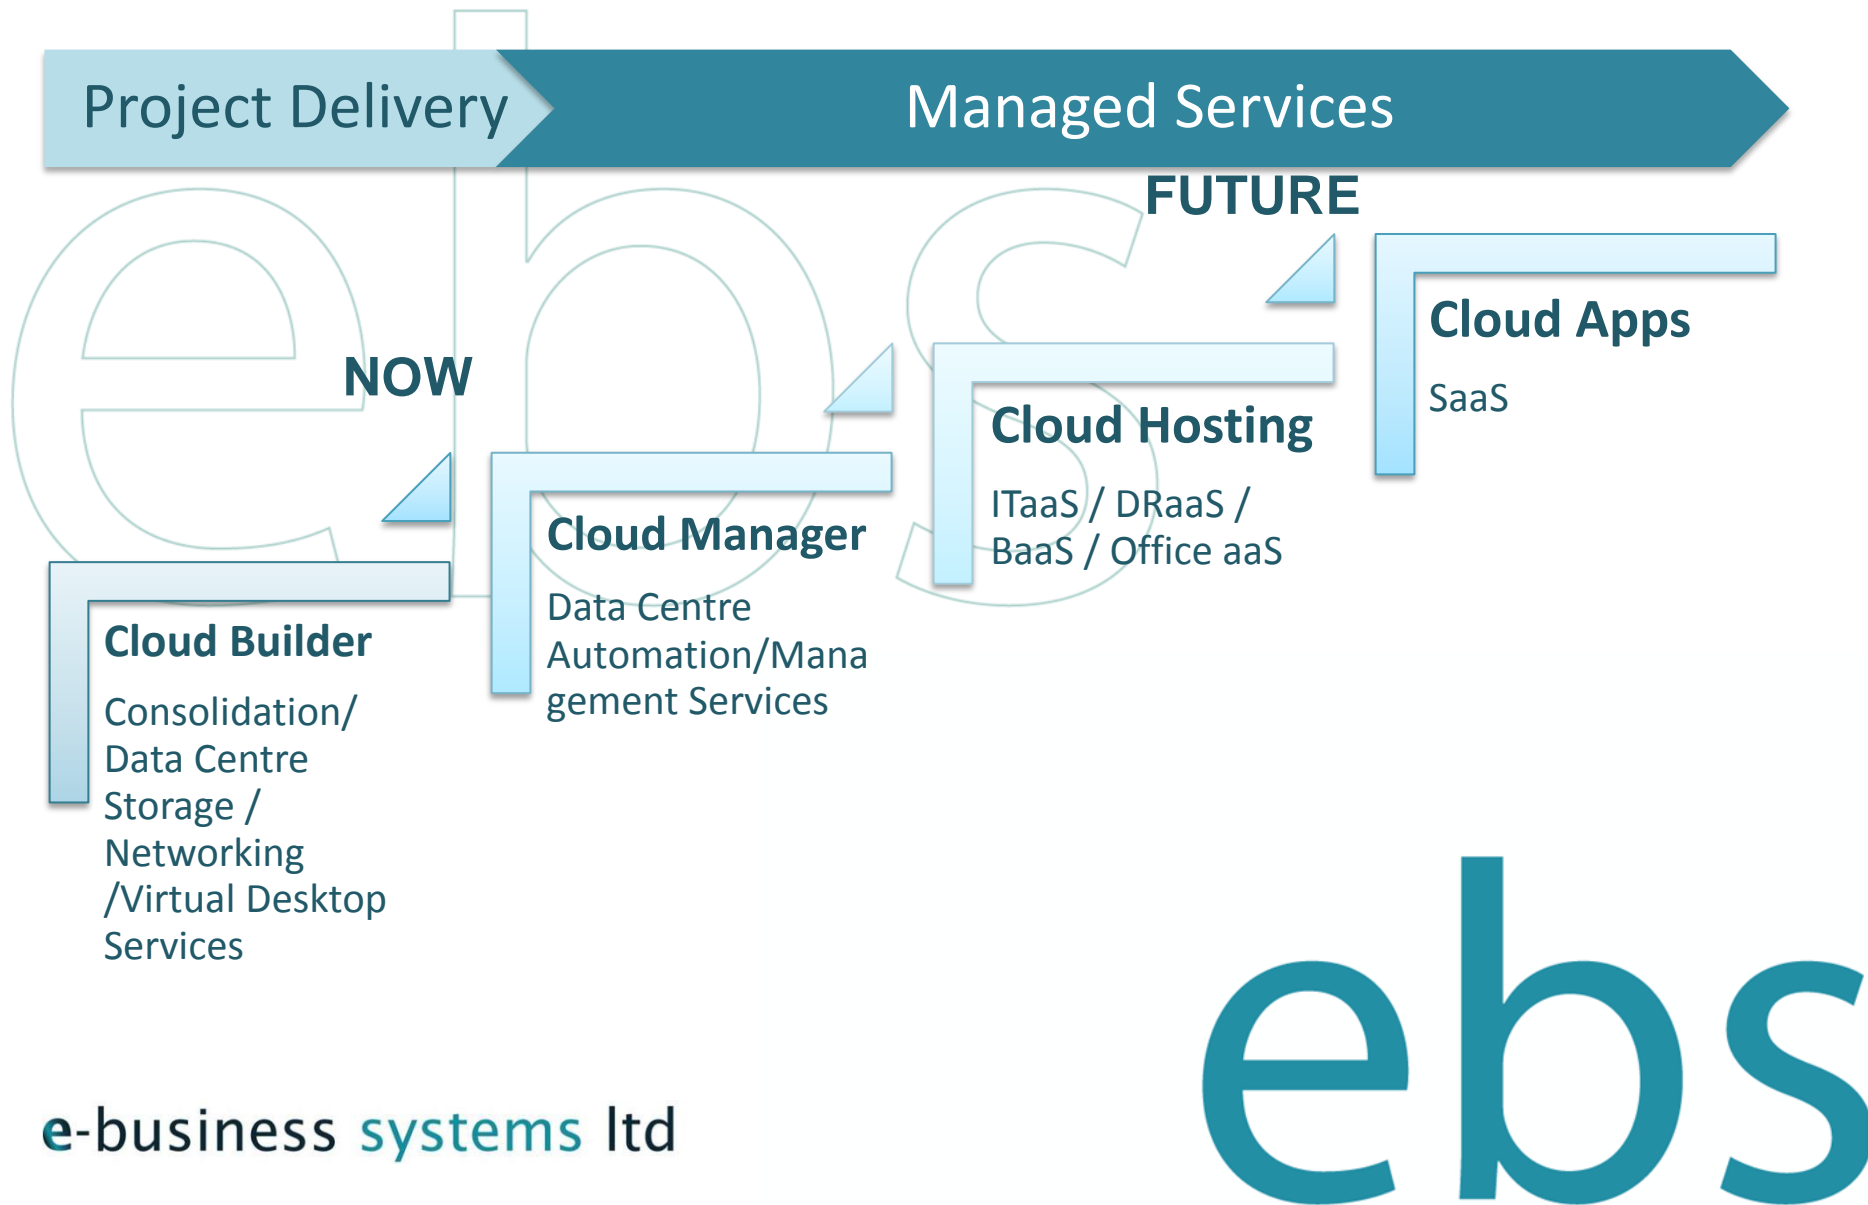 Project Delivery
Managed Services
FUTURE
NOW
Cloud Builder
Consolidation/
Data Centre
Storage /
Networking
/Virtual Desktop
Services
Cloud Manager
Data Centre
Automation/Mana
gement Services
Cloud Hosting
ITaaS / DRaaS /
BaaS / Office aaS
Cloud Apps
SaaS
ebs
e-business systems ltd
ebs